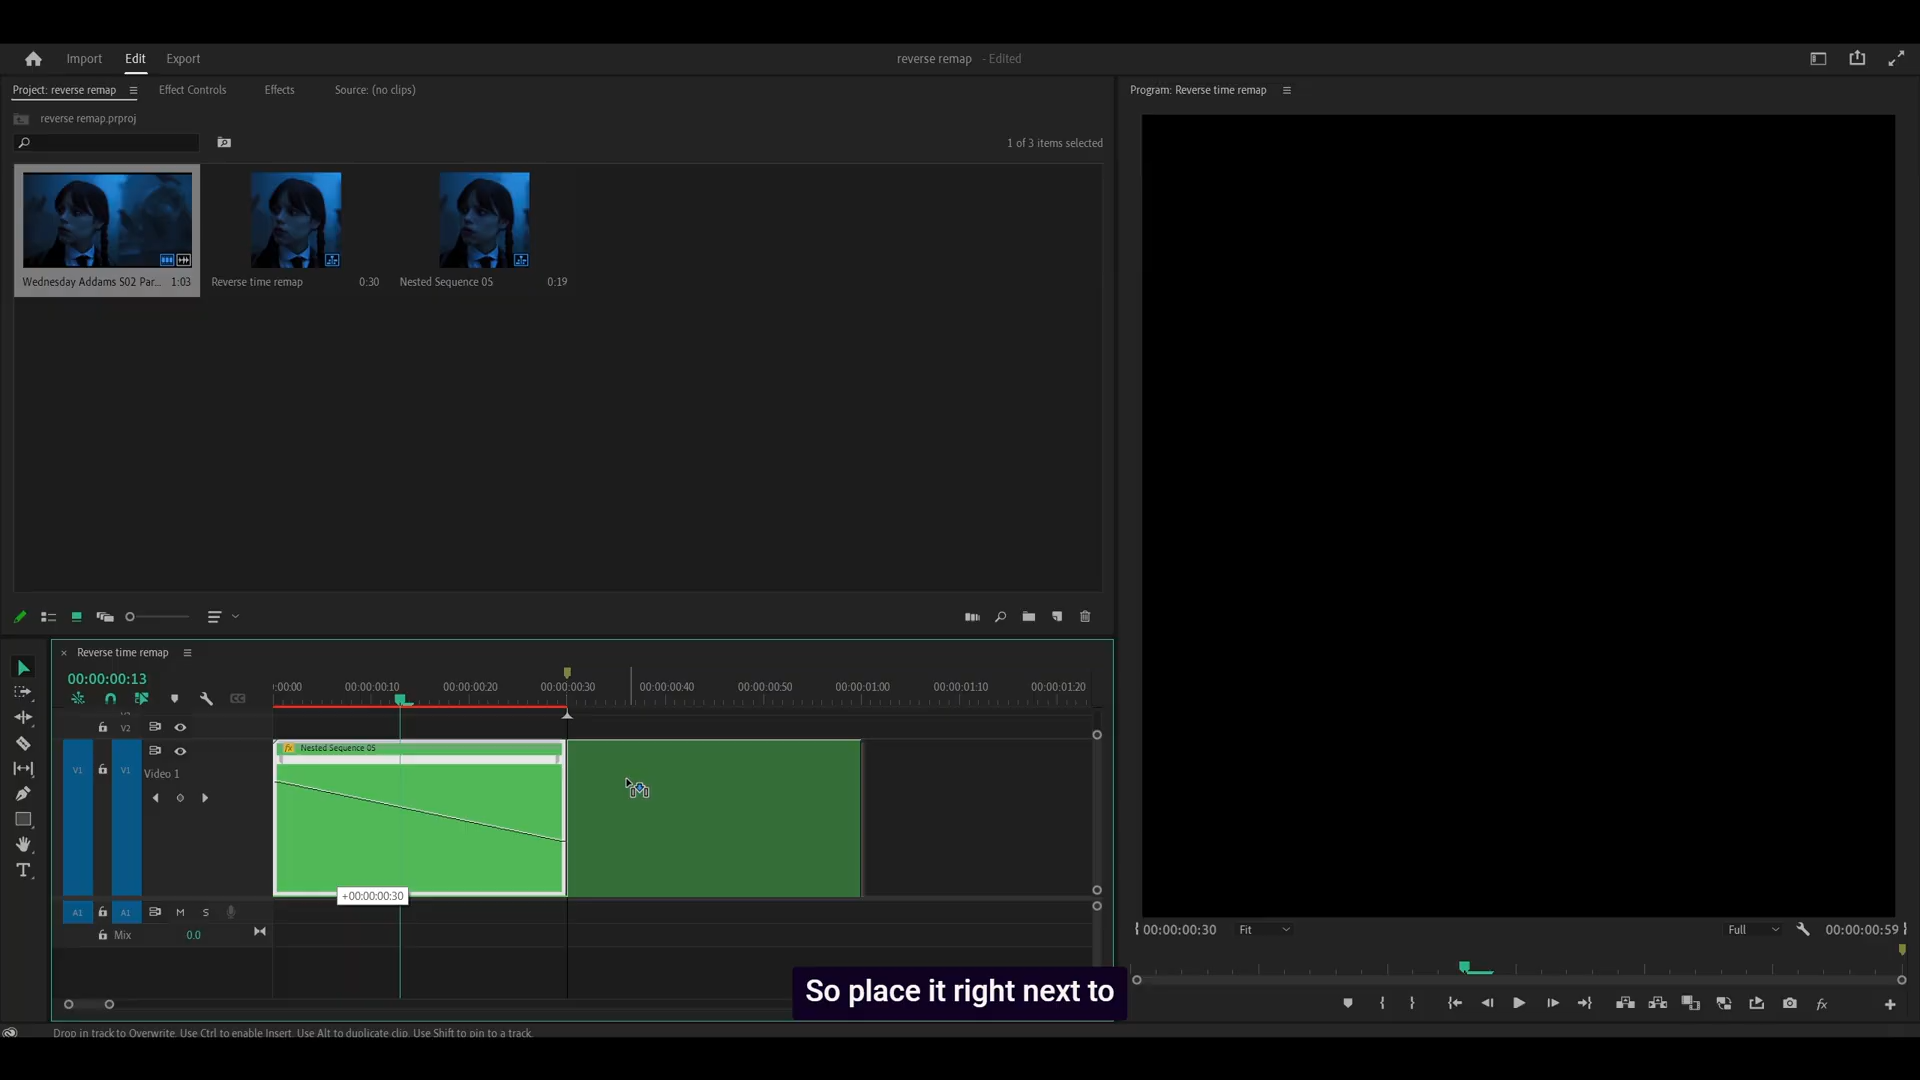 Import Edit Export
reverse remap - Edited
Project: reverse remap Effect Controls Effects Source: (no clips)
Program: Reverse time remap
reverse remap.prproj
1 of 3 items selected
Wednesday Addams S02 Par... 1:03
Reverse time remap 0:30
Nested Sequence 05 0:19
Reverse time remap
00:00:00:13
:00:00 00:00:00:10 00:00:00:20 00:00:00:30 00:00:00:40 00:00:00:50 00:00:01:00 00:00:01:10 00:00:01:20
V2
Nested Sequence 05
V1 V1
Video 1
+00:00:00:30
A1 A1 M S
Mix 0.0
00:00:00:30 Fit Full 00:00:00:59
So place it right next to
Drop in track to Overwrite. Use Ctrl to enable Insert. Use Alt to duplicate clip. Use Shift to pin to a track.